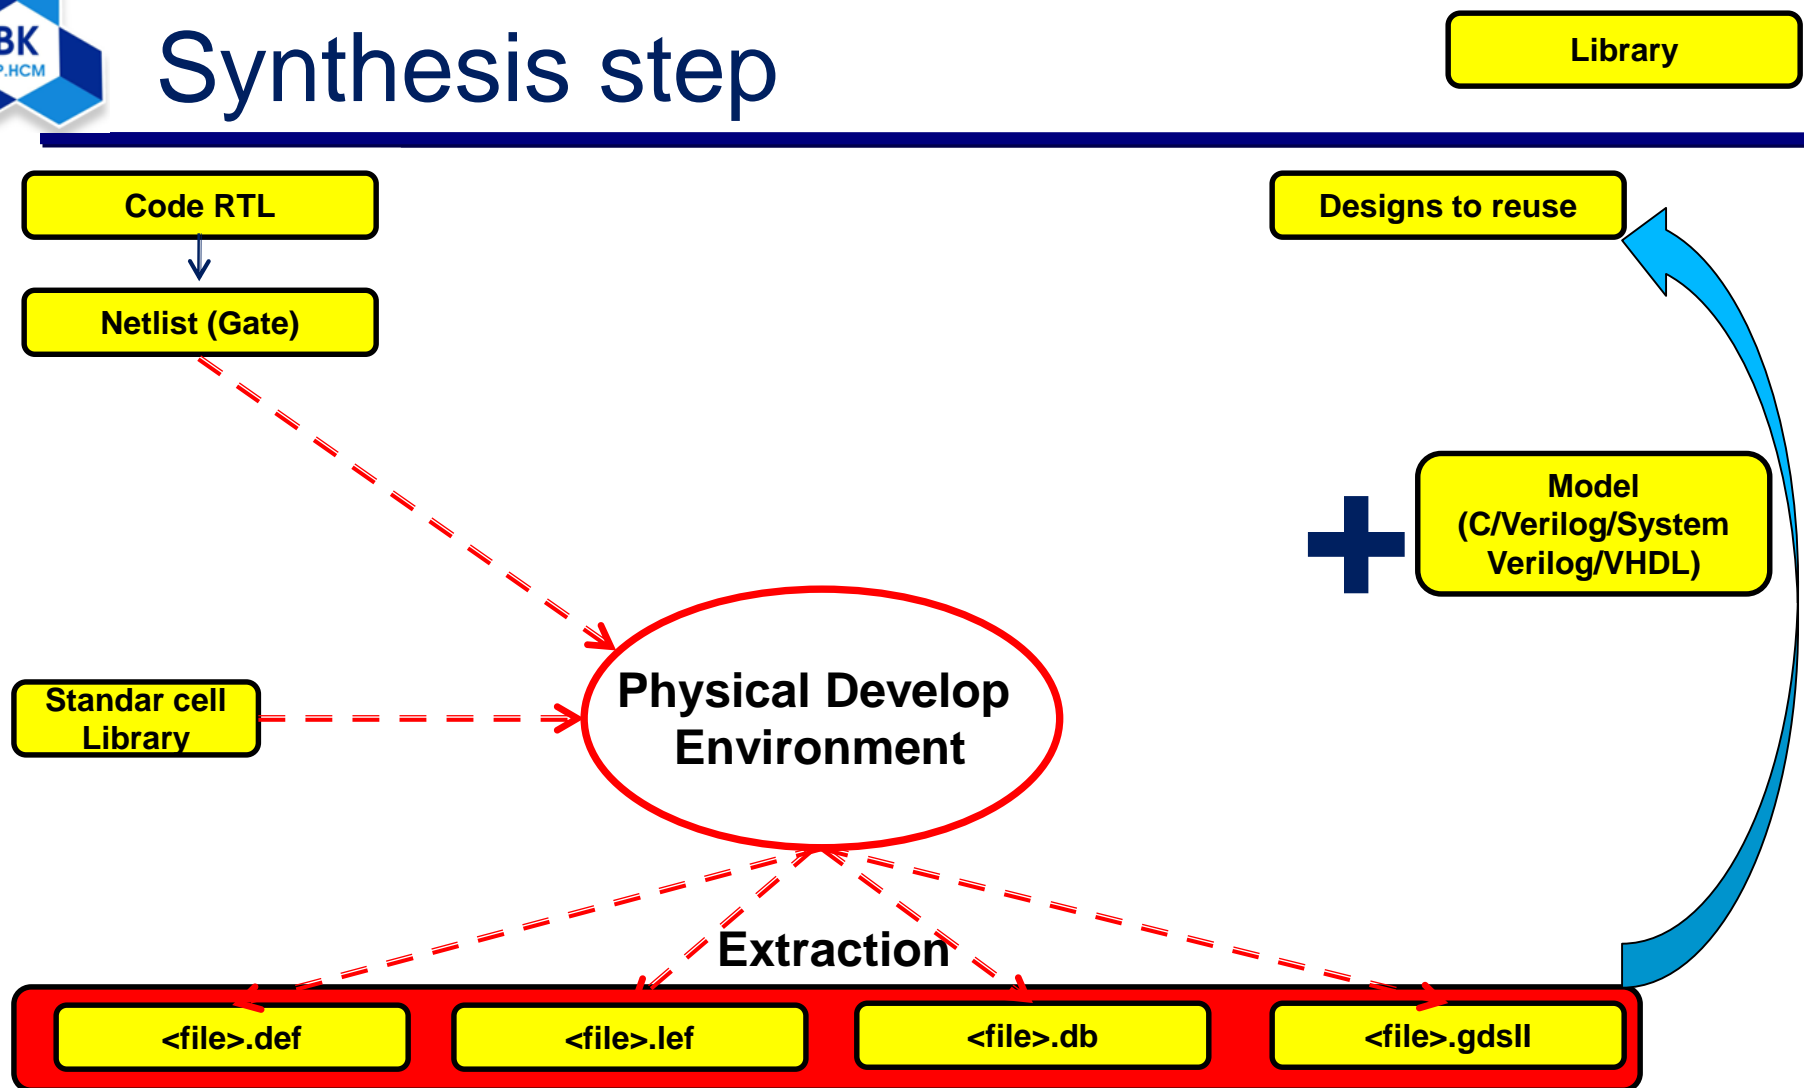 BK
P.HCM
Synthesis step
Library
Code RTL
Designs to reuse
Netlist (Gate)
Model
(C/Verilog/System
Verilog/VHDL)
Standar cell
Library
Physical Develop
Environment
Extraction
<file>.def
<file>.lef
<file>.db
<file>.gdsII